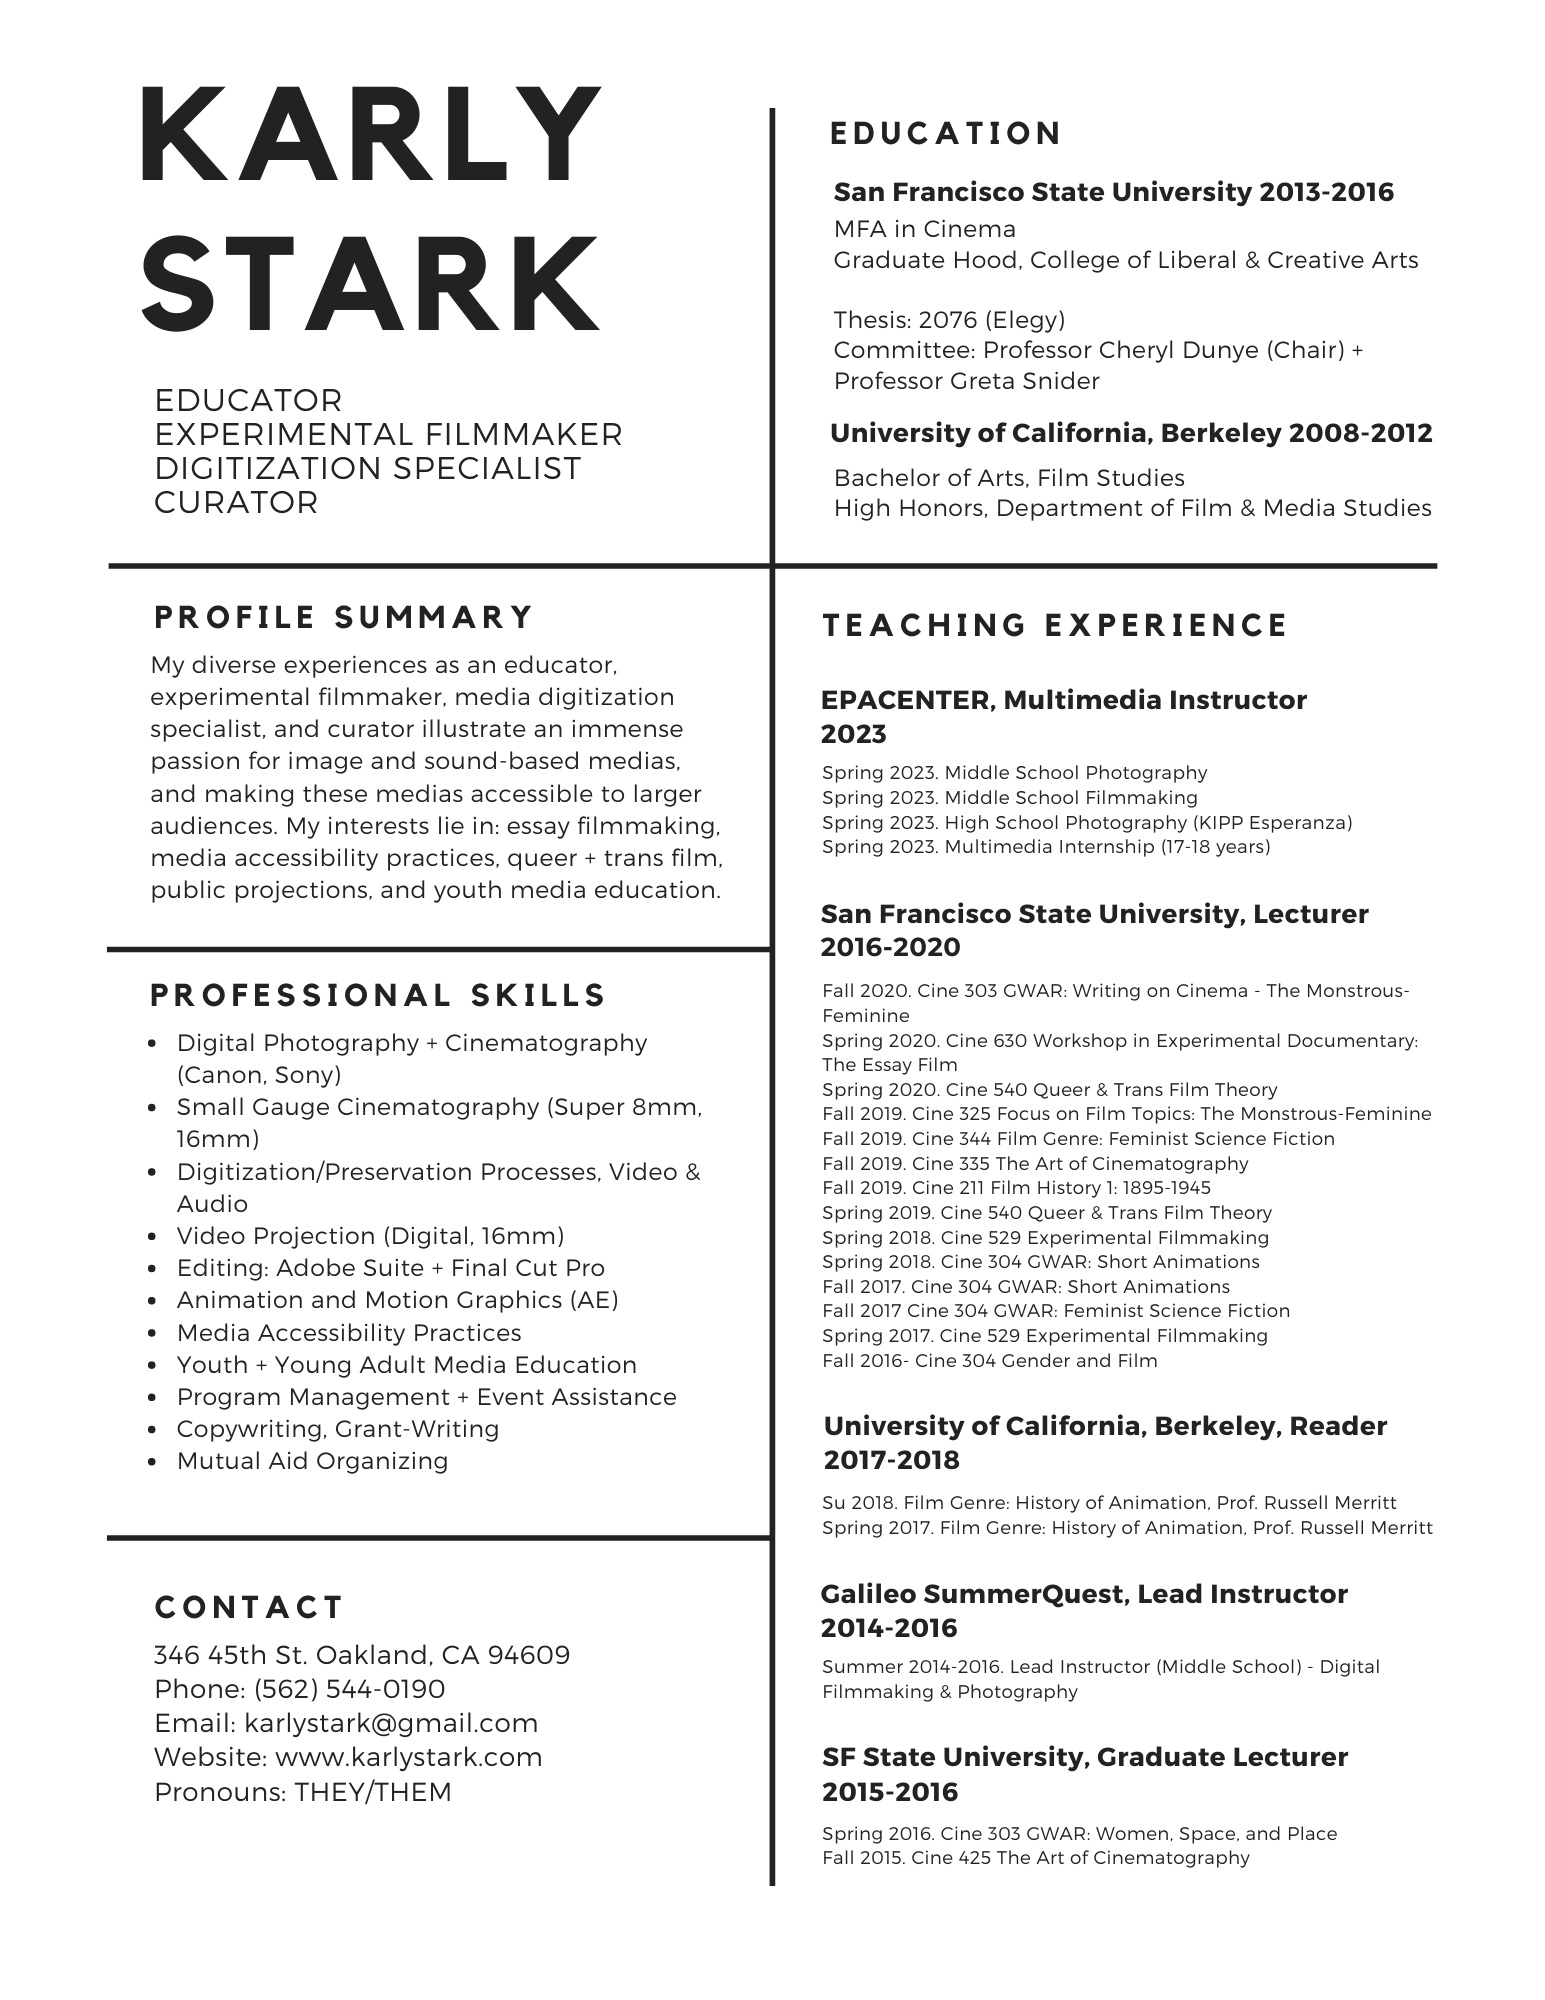 KARLY
STARK
EDUCATOR
EXPERIMENTAL FILMMAKER
DIGITIZATION SPECIALIST
CURATOR
EDUCATION
San Francisco State University 2013-2016
MFA in Cinema
Graduate Hood, College of Liberal & Creative Arts
Thesis: 2076 (Elegy)
Committee: Professor Cheryl Dunye (Chair) +
Professor Greta Snider
University of California, Berkeley 2008-2012
Bachelor of Arts, Film Studies
High Honors, Department of Film & Media Studies
PROFILE SUMMARY
My diverse experiences as an educator,
experimental filmmaker, media digitization
specialist, and curator illustrate an immense
passion for image and sound-based medias,
and making these medias accessible to larger
audiences. My interests lie in: essay filmmaking,
media accessibility practices, queer + trans film,
public projections, and youth media education.
PROFESSIONAL SKILLS
• Digital Photography + Cinematography
(Canon, Sony)
• Small Gauge Cinematography (Super 8mm,
16mm)
• Digitization/Preservation Processes, Video &
Audio
• Video Projection (Digital, 16mm)
• Editing: Adobe Suite + Final Cut Pro
• Animation and Motion Graphics (AE)
• Media Accessibility Practices
• Youth + Young Adult Media Education
• Program Management + Event Assistance
• Copywriting, Grant-Writing
• Mutual Aid Organizing
CONTACT
346 45th St. Oakland, CA 94609
Phone: (562) 544-0190
Email: karlystark@gmail.com
Website: www.karlystark.com
Pronouns: THEY/THEM
TEACHING EXPERIENCE
EPACENTER, Multimedia Instructor
2023
Spring 2023. Middle School Photography
Spring 2023. Middle School Filmmaking
Spring 2023. High School Photography (KIPP Esperanza)
Spring 2023. Multimedia Internship (17-18 years)
San Francisco State University, Lecturer
2016-2020
Fall 2020. Cine 303 GWAR: Writing on Cinema - The Monstrous-
Feminine
Spring 2020. Cine 630 Workshop in Experimental Documentary:
The Essay Film
Spring 2020. Cine 540 Queer & Trans Film Theory
Fall 2019. Cine 325 Focus on Film Topics: The Monstrous-Feminine
Fall 2019. Cine 344 Film Genre: Feminist Science Fiction
Fall 2019. Cine 335 The Art of Cinematography
Fall 2019. Cine 211 Film History 1: 1895-1945
Spring 2019. Cine 540 Queer & Trans Film Theory
Spring 2018. Cine 529 Experimental Filmmaking
Spring 2018. Cine 304 GWAR: Short Animations
Fall 2017. Cine 304 GWAR: Short Animations
Fall 2017 Cine 304 GWAR: Feminist Science Fiction
Spring 2017. Cine 529 Experimental Filmmaking
Fall 2016- Cine 304 Gender and Film
University of California, Berkeley, Reader
2017-2018
Su 2018. Film Genre: History of Animation, Prof. Russell Merritt
Spring 2017. Film Genre: History of Animation, Prof. Russell Merritt
Galileo SummerQuest, Lead Instructor
2014-2016
Summer 2014-2016. Lead Instructor (Middle School) - Digital
Filmmaking & Photography
SF State University, Graduate Lecturer
2015-2016
Spring 2016. Cine 303 GWAR: Women, Space, and Place
Fall 2015. Cine 425 The Art of Cinematography